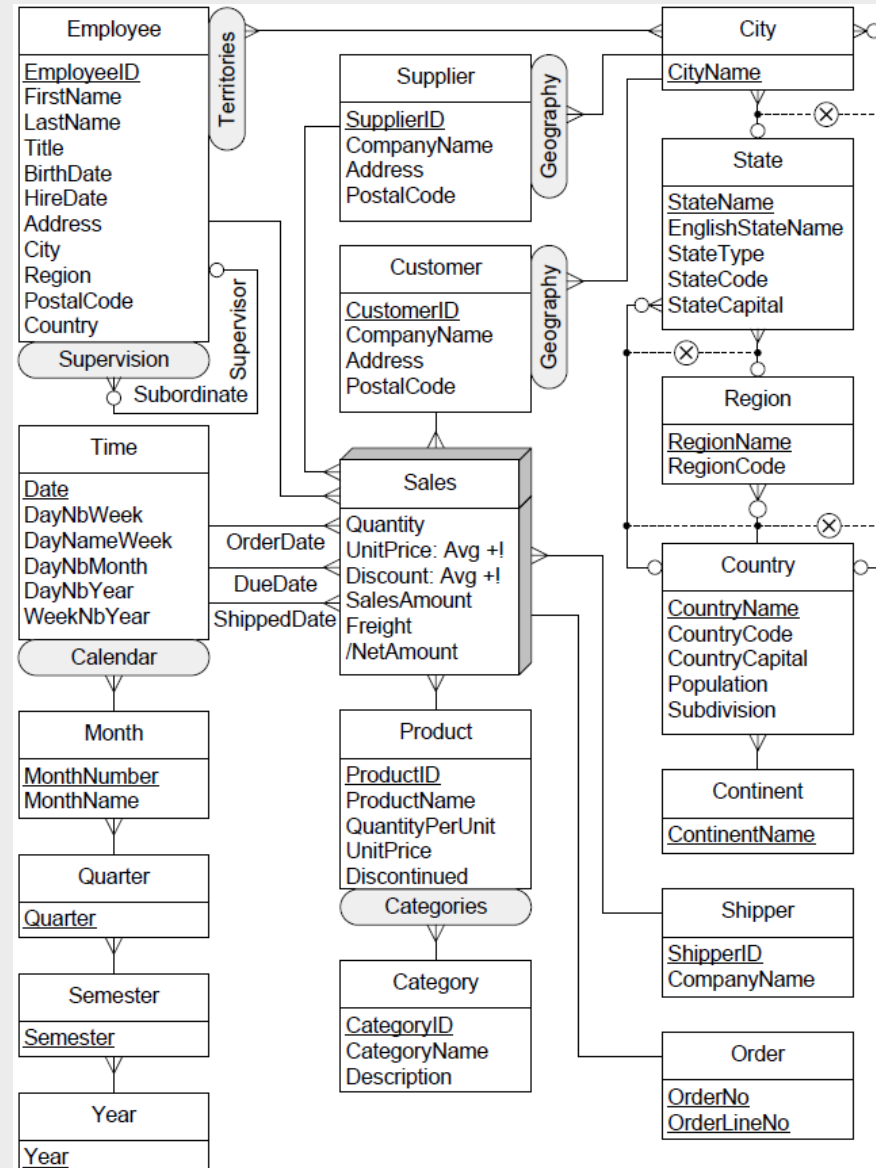 Employee
EmployeeID
FirstName
LastName
Title
BirthDate
HireDate
Address
City
Region
PostalCode
Country
Territories
Supervision
Supervisor
Subordinate
Time
Date
DayNbWeek
DayNameWeek
DayNbMonth
DayNbYear
WeekNbYear
Calendar
Month
MonthNumber
MonthName
Quarter
Quarter
Semester
Semester
Year
Year
Supplier
SupplierID
CompanyName
Address
PostalCode
Geography
Customer
CustomerID
CompanyName
Address
PostalCode
Geography
OrderDate
DueDate
ShippedDate
Sales
Quantity
UnitPrice: Avg +!
Discount: Avg +!
SalesAmount
Freight
/NetAmount
Product
ProductID
ProductName
QuantityPerUnit
UnitPrice
Discontinued
Categories
Category
CategoryID
CategoryName
Description
City
CityName
State
StateName
EnglishStateName
StateType
StateCode
StateCapital
Region
RegionName
RegionCode
Country
CountryName
CountryCode
CountryCapital
Population
Subdivision
Continent
ContinentName
Shipper
ShipperID
CompanyName
Order
OrderNo
OrderLineNo